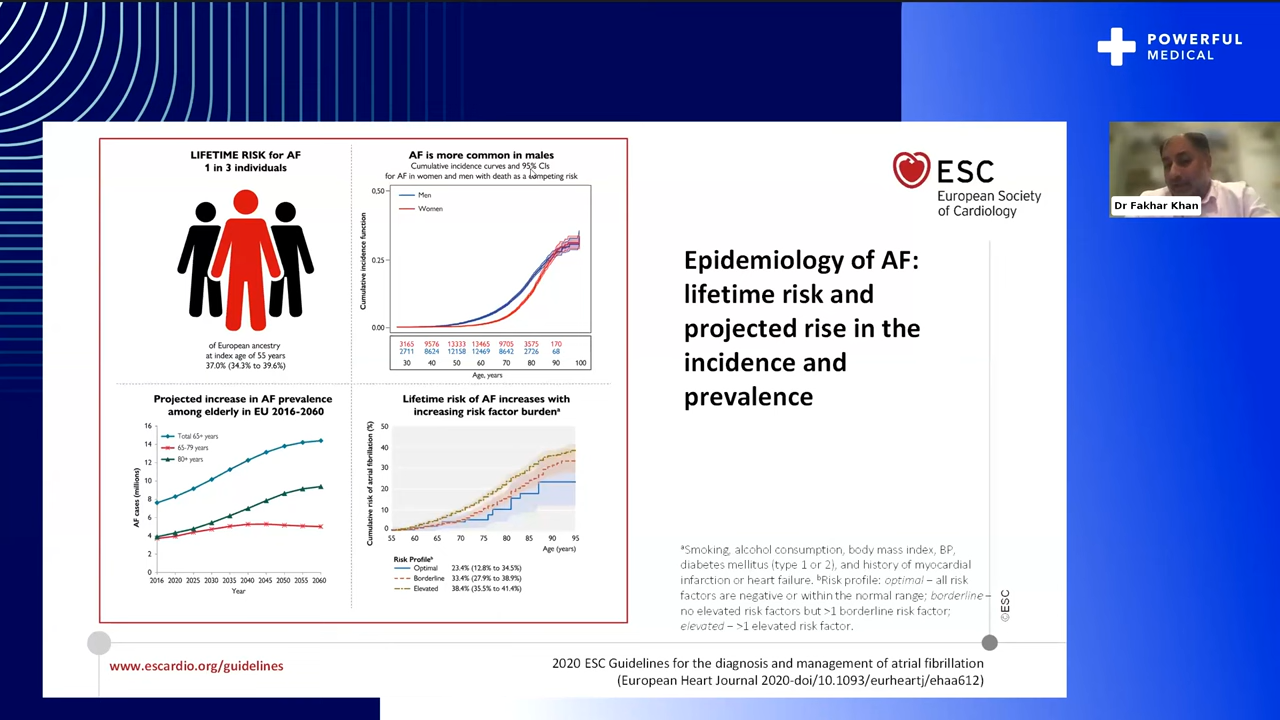 POWERFUL
MEDICAL
Dr Fakhar Khan
LIFETIME RISK for AF
1 in 3 individuals
of European ancestry
at index age of 55 years
37.0% (34.3% to 39.6%)
AF is more common in males
Cumulative incidence curves and 95% CIs
for AF in women and men with death as a competing risk
Cumulative incidence function
0,50
0.25
0.00
Men
Women
3165 9576 13333 13465 9705 3575 170
2711 8624 12158 12469 8642 2726 68
30 40 50 60 70 80 90 100
Age, years
Projected increase in AF prevalence
among elderly in EU 2016-2060
AF cases (millions)
16
14
12
10
8
6
4
2
0
Total 65+ years
65-79 years
80+ years
2016 2020 2025 2030 2035 2040 2045 2050 2055 2060
Year
Lifetime risk of AF increases with
increasing risk factor burdenᵃ
Cumulative risk of atrial fibrillation (%)
50
40
30
20
10
0
55 60 65 70 75 80 85 90 95
Age (years)
Risk Profileᵇ
Optimal 23.4% (12.8% to 34.5%)
Borderline 33.4% (27.9% to 38.9%)
Elevated 38.4% (35.5% to 41.4%)
ESC
European Society
of Cardiology
Epidemiology of AF:
lifetime risk and
projected rise in the
incidence and
prevalence
ᵃSmoking, alcohol consumption, body mass index, BP,
diabetes mellitus (type 1 or 2), and history of myocardial
infarction or heart failure. ᵇRisk profile: optimal – all risk
factors are negative or within the normal range; borderline –
no elevated risk factors but >1 borderline risk factor;
elevated – >1 elevated risk factor.
©ESC
www.escardio.org/guidelines
2020 ESC Guidelines for the diagnosis and management of atrial fibrillation
(European Heart Journal 2020-doi/10.1093/eurheartj/ehaa612)